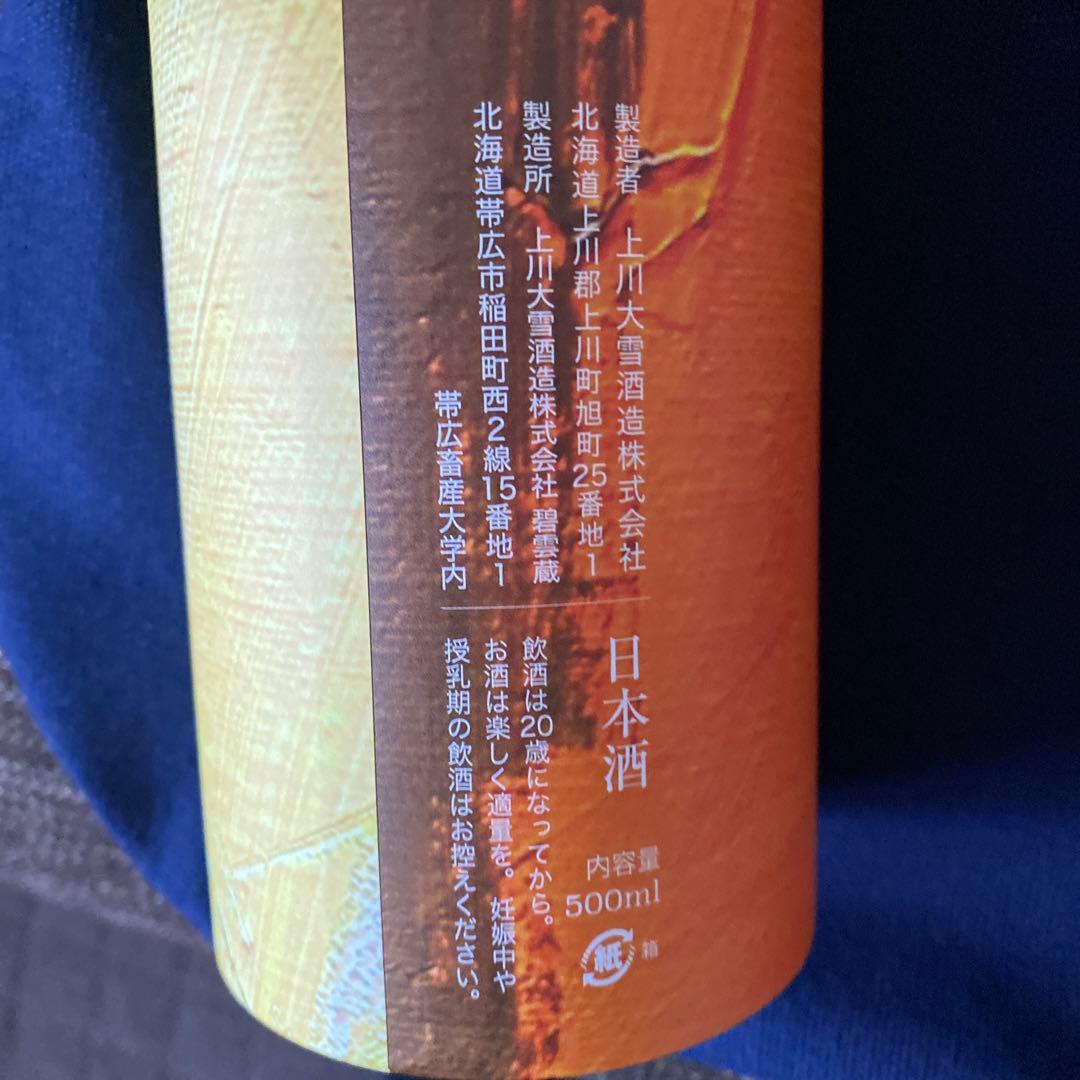 製造者　上川大雪酒造株式会社
北海道上川郡上川町旭町25番地1
製造所　上川大雪酒造株式会社 碧雲蔵
北海道帯広市稲田町西2線15番地1
帯広畜産大学内
日本酒
飲酒は20歳になってから。
お酒は楽しく適量を。妊娠中や
授乳期の飲酒はお控えください。
内容量
500ml
紙
箱